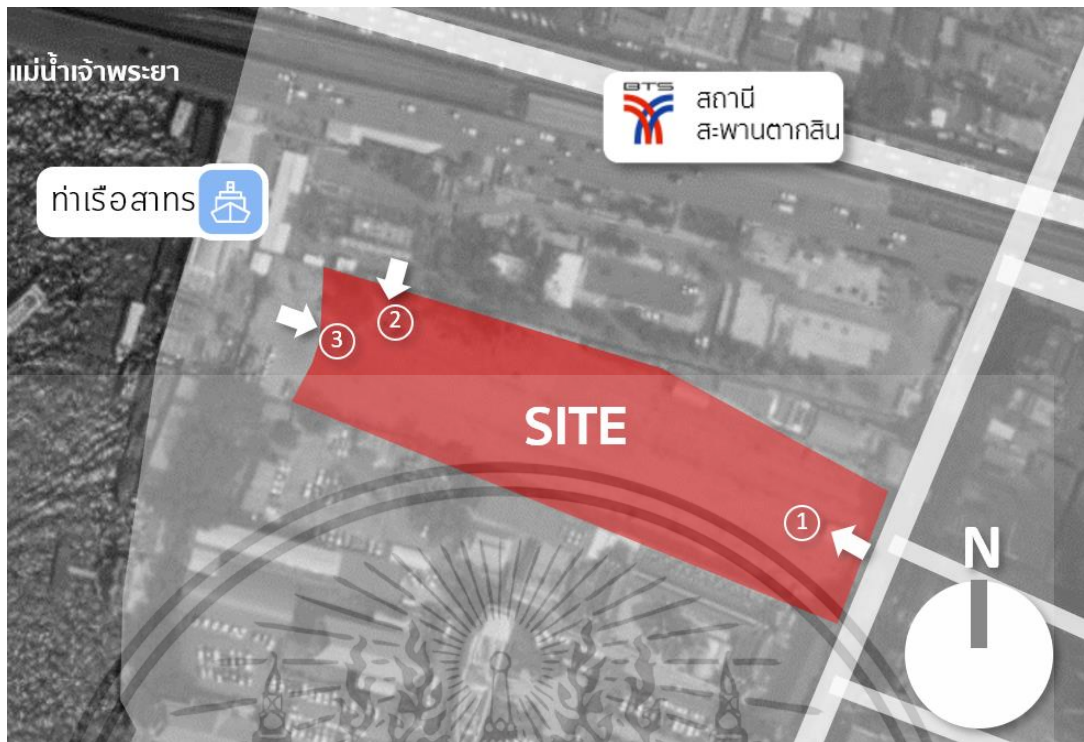 แม่น้ำเจ้าพระยา
BTS
สถานี
สะพานตากสิน
ท่าเรือสาทร
2
3
SITE
1
N